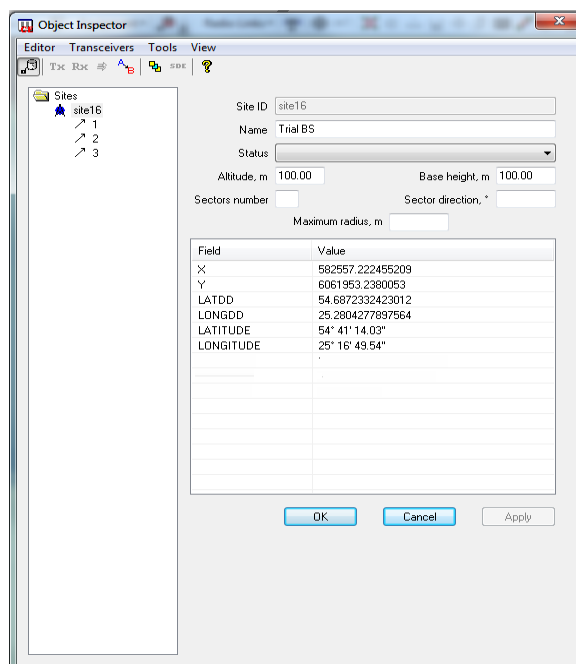 Object Inspector
Editor Transceivers Tools View
Tx Rx A B SDE ?
Sites
site16
1
2
3
Site ID site16
Name Trial BS
Status
Altitude, m 100.00 Base height, m 100.00
Sectors number Sector direction, °
Maximum radius, m
Field Value
X 582557.222455209
Y 6061953.2380053
LATDD 54.6872332423012
LONGDD 25.2804277897564
LATITUDE 54° 41' 14.03"
LONGITUDE 25° 16' 49.54"
OK Cancel Apply